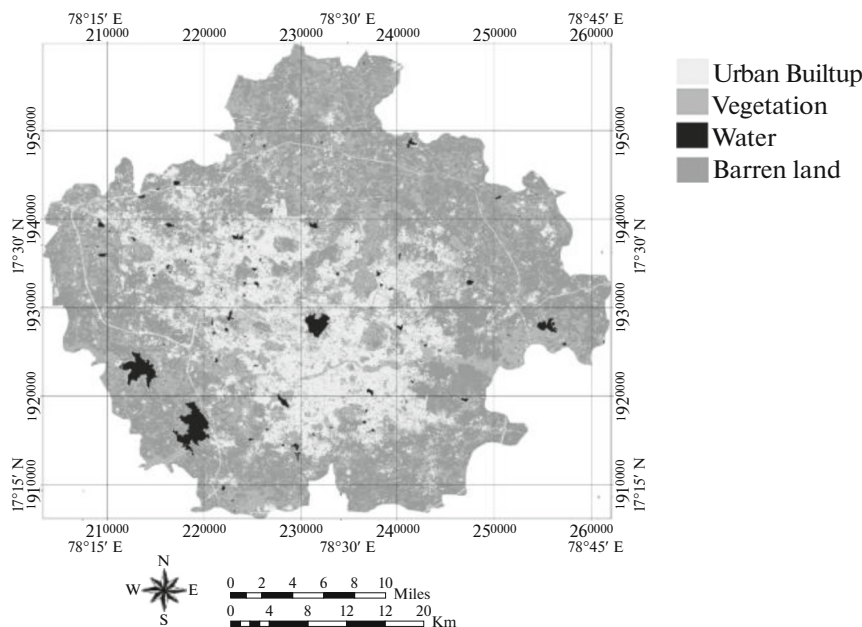 78°15′ E 78°30′ E 78°45′ E
210000 220000 230000 240000 250000 260000
Urban Builtup
Vegetation
Water
Barren land
1950000 1950000
1940000 1940000
17°30′ N 17°30′ N
1930000 1930000
1920000 1920000
1910000 1910000
17°15′ N 17°15′ N
210000 220000 230000 240000 250000 260000
78°15′ E 78°30′ E 78°45′ E
N
W E
S
0 2 4 6 8 10
Miles
0 4 8 12 12 20
Km